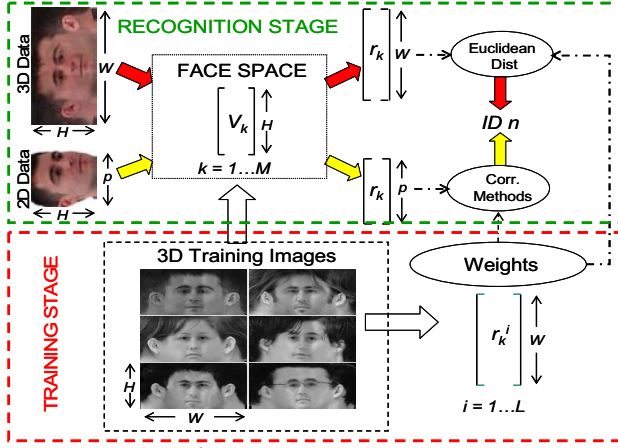 RECOGNITION STAGE
3D Data
W
H
2D Data
p
H
FACE SPACE
V_k
H
k = 1...M
r_k
W
r_k
p
Euclidean
Dist
ID n
Corr.
Methods
TRAINING STAGE
3D Training Images
H
W
Weights
r_k^i
W
i = 1...L